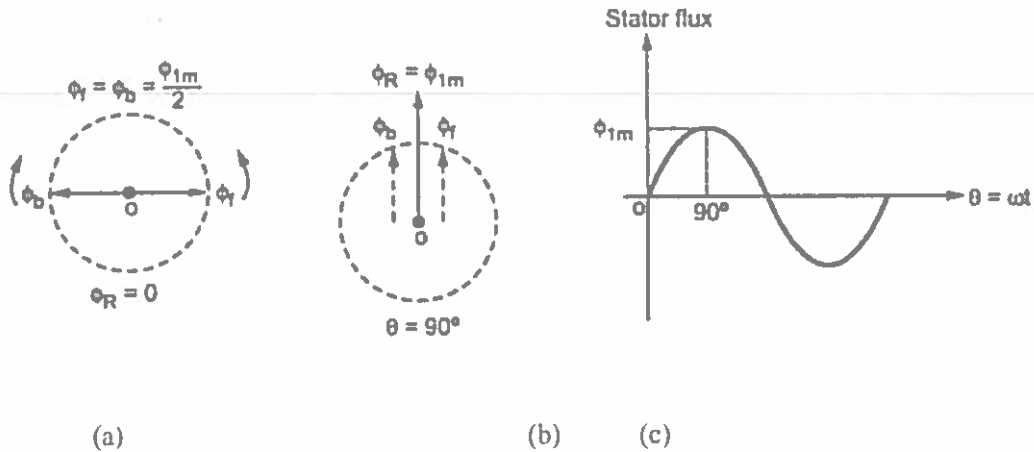 Stator flux
ϕf = ϕb = ϕ1m/2
ϕb
o
ϕf
ϕR = 0
ϕR = ϕ1m
ϕb
ϕf
o
θ = 90°
ϕ1m
o
90°
θ = ωt
(a)
(b)
(c)